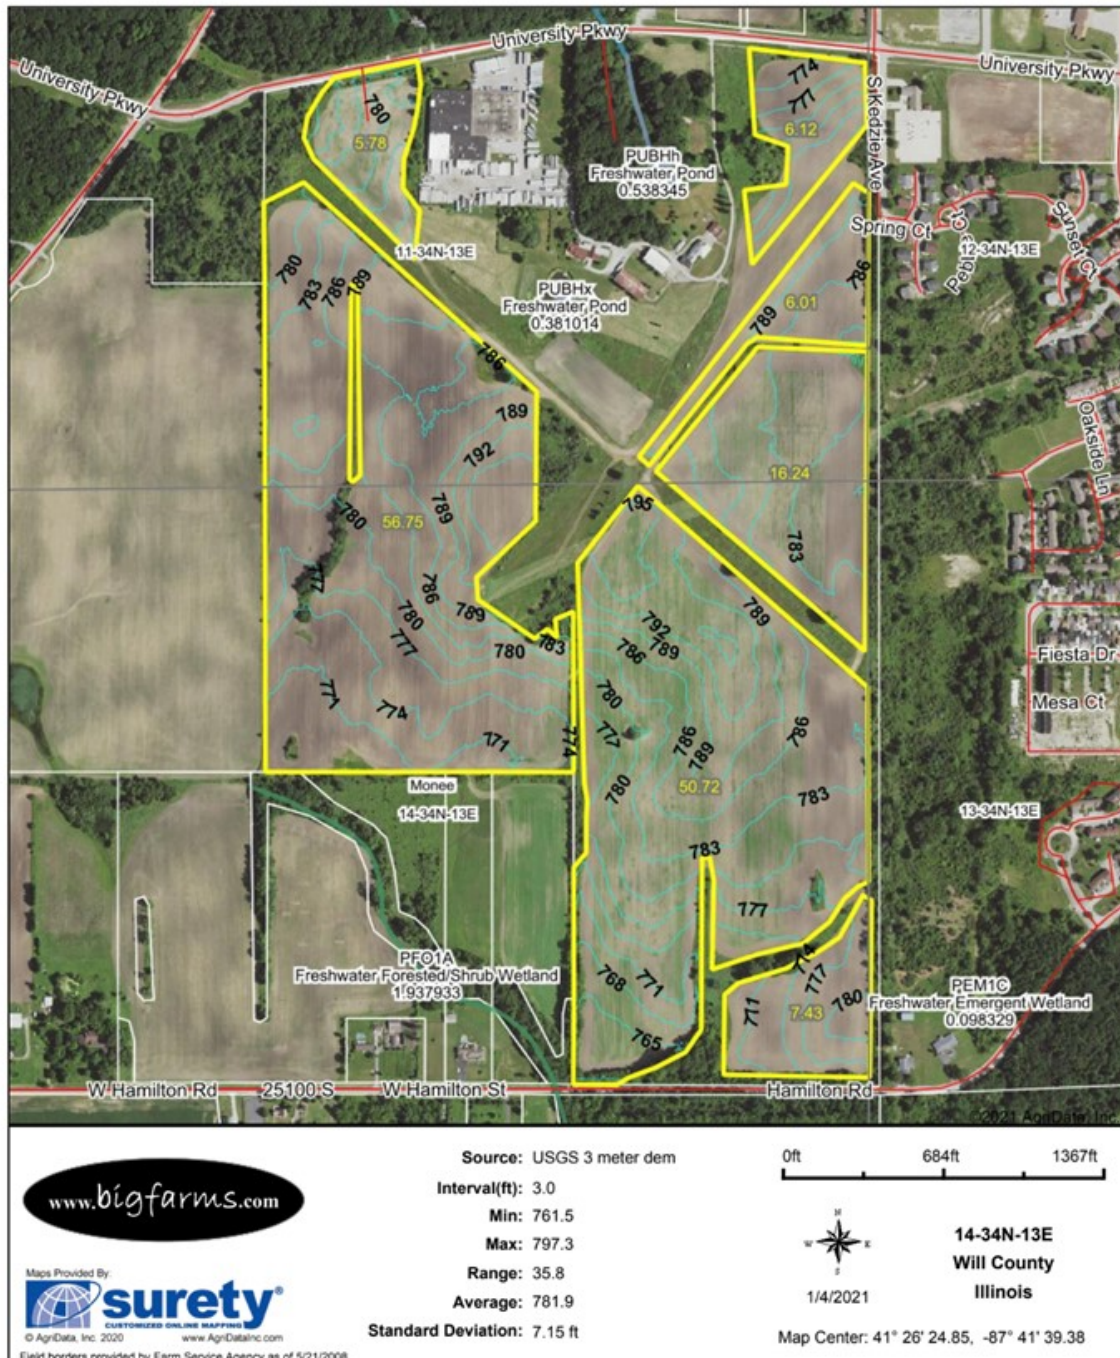 University Pkwy
University Pkwy
University Pkwy
S Kedzie Ave
780
5.78
774
777
6.12
PUBHh
Freshwater Pond
0.538345
Spring Ct
Sunset Ct
11-34N-13E
12-34N-13E
780
783
786
789
PUBHx
Freshwater Pond
0.381014
786
6.01
789
786
789
792
Oakside Ln
16.24
795
780
56.75
789
783
777
786
780
789
777
783
780
792
789
786
789
Fiesta Dr
Mesa Ct
771
774
771
774
780
777
786
789
786
50.72
780
783
Monee
14-34N-13E
13-34N-13E
783
777
PFO1A
Freshwater Forested/Shrub Wetland
1.937933
774
777
768
771
711
7.43
780
PEM1C
Freshwater Emergent Wetland
0.098329
765
W Hamilton Rd
25100 S
W Hamilton St
Hamilton Rd
©2021 AgriData, Inc.
www.bigfarms.com
Maps Provided By:
surety®
CUSTOMIZED ONLINE MAPPING
© AgriData, Inc. 2020 www.AgriDataInc.com
Field borders provided by Farm Service Agency as of 5/21/2008.
Source: USGS 3 meter dem
Interval(ft): 3.0
Min: 761.5
Max: 797.3
Range: 35.8
Average: 781.9
Standard Deviation: 7.15 ft
0ft 684ft 1367ft
N
W E
S
1/4/2021
14-34N-13E
Will County
Illinois
Map Center: 41° 26' 24.85, -87° 41' 39.38